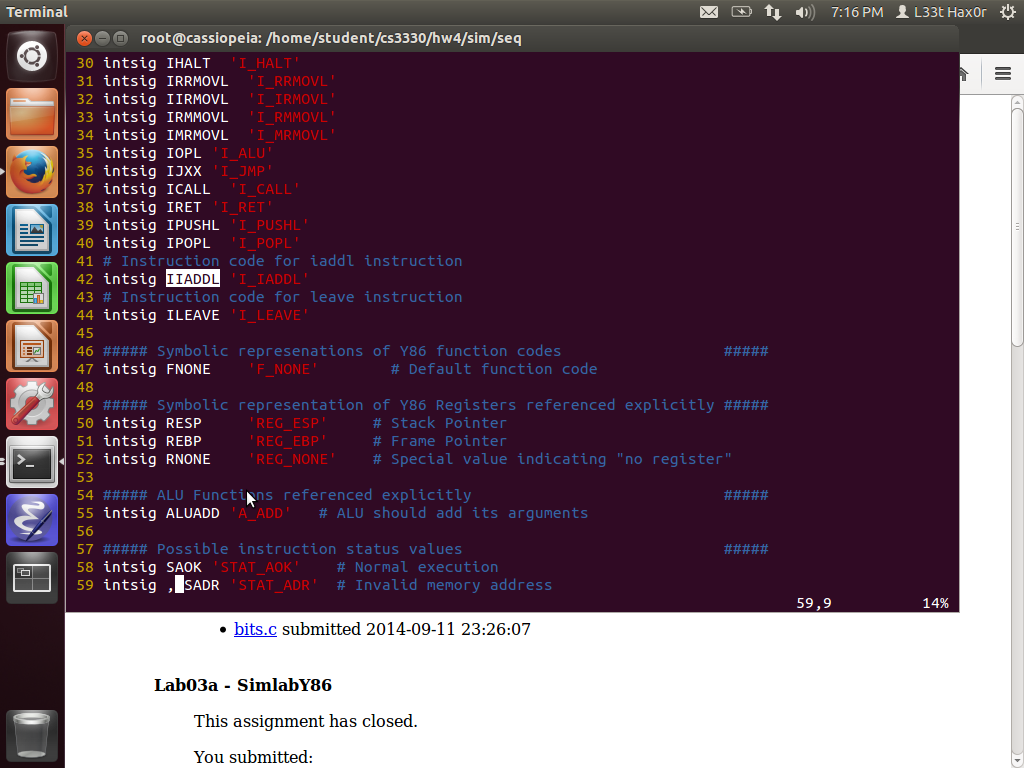 Terminal 7:16 PM L33t Hax0r
root@cassiopeia: /home/student/cs3330/hw4/sim/seq
30 intsig IHALT 'I_HALT'
31 intsig IRRMOVL 'I_RRMOVL'
32 intsig IIRMOVL 'I_IRMOVL'
33 intsig IRMMOVL 'I_RMMOVL'
34 intsig IMRMOVL 'I_MRMOVL'
35 intsig IOPL 'I_ALU'
36 intsig IJXX 'I_JMP'
37 intsig ICALL 'I_CALL'
38 intsig IRET 'I_RET'
39 intsig IPUSHL 'I_PUSHL'
40 intsig IPOPL 'I_POPL'
41 # Instruction code for iaddl instruction
42 intsig IIADDL 'I_IADDL'
43 # Instruction code for leave instruction
44 intsig ILEAVE 'I_LEAVE'
45
46 ##### Symbolic represenations of Y86 function codes #####
47 intsig FNONE 'F_NONE' # Default function code
48
49 ##### Symbolic representation of Y86 Registers referenced explicitly #####
50 intsig RESP 'REG_ESP' # Stack Pointer
51 intsig REBP 'REG_EBP' # Frame Pointer
52 intsig RNONE 'REG_NONE' # Special value indicating "no register"
53
54 ##### ALU Functions referenced explicitly #####
55 intsig ALUADD 'A_ADD' # ALU should add its arguments
56
57 ##### Possible instruction status values #####
58 intsig SAOK 'STAT_AOK' # Normal execution
59 intsig , SADR 'STAT_ADR' # Invalid memory address
59,9 14%
bits.c submitted 2014-09-11 23:26:07
Lab03a - SimlabY86
This assignment has closed.
You submitted: